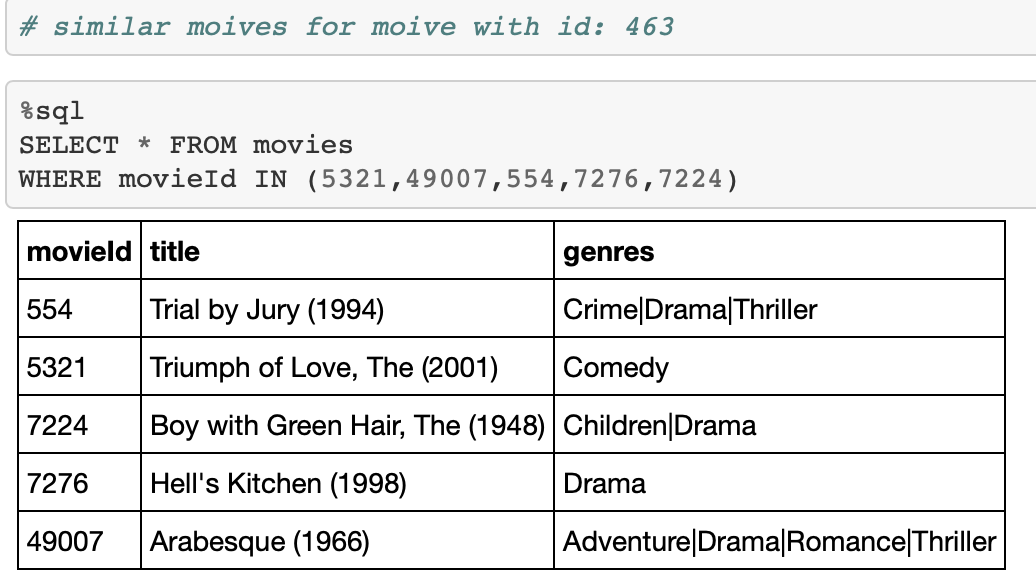 # similar moives for moive with id: 463
%sql
SELECT * FROM movies
WHERE movieId IN (5321,49007,554,7276,7224)
movieId title genres
554 Trial by Jury (1994) Crime|Drama|Thriller
5321 Triumph of Love, The (2001) Comedy
7224 Boy with Green Hair, The (1948) Children|Drama
7276 Hell's Kitchen (1998) Drama
49007 Arabesque (1966) Adventure|Drama|Romance|Thriller